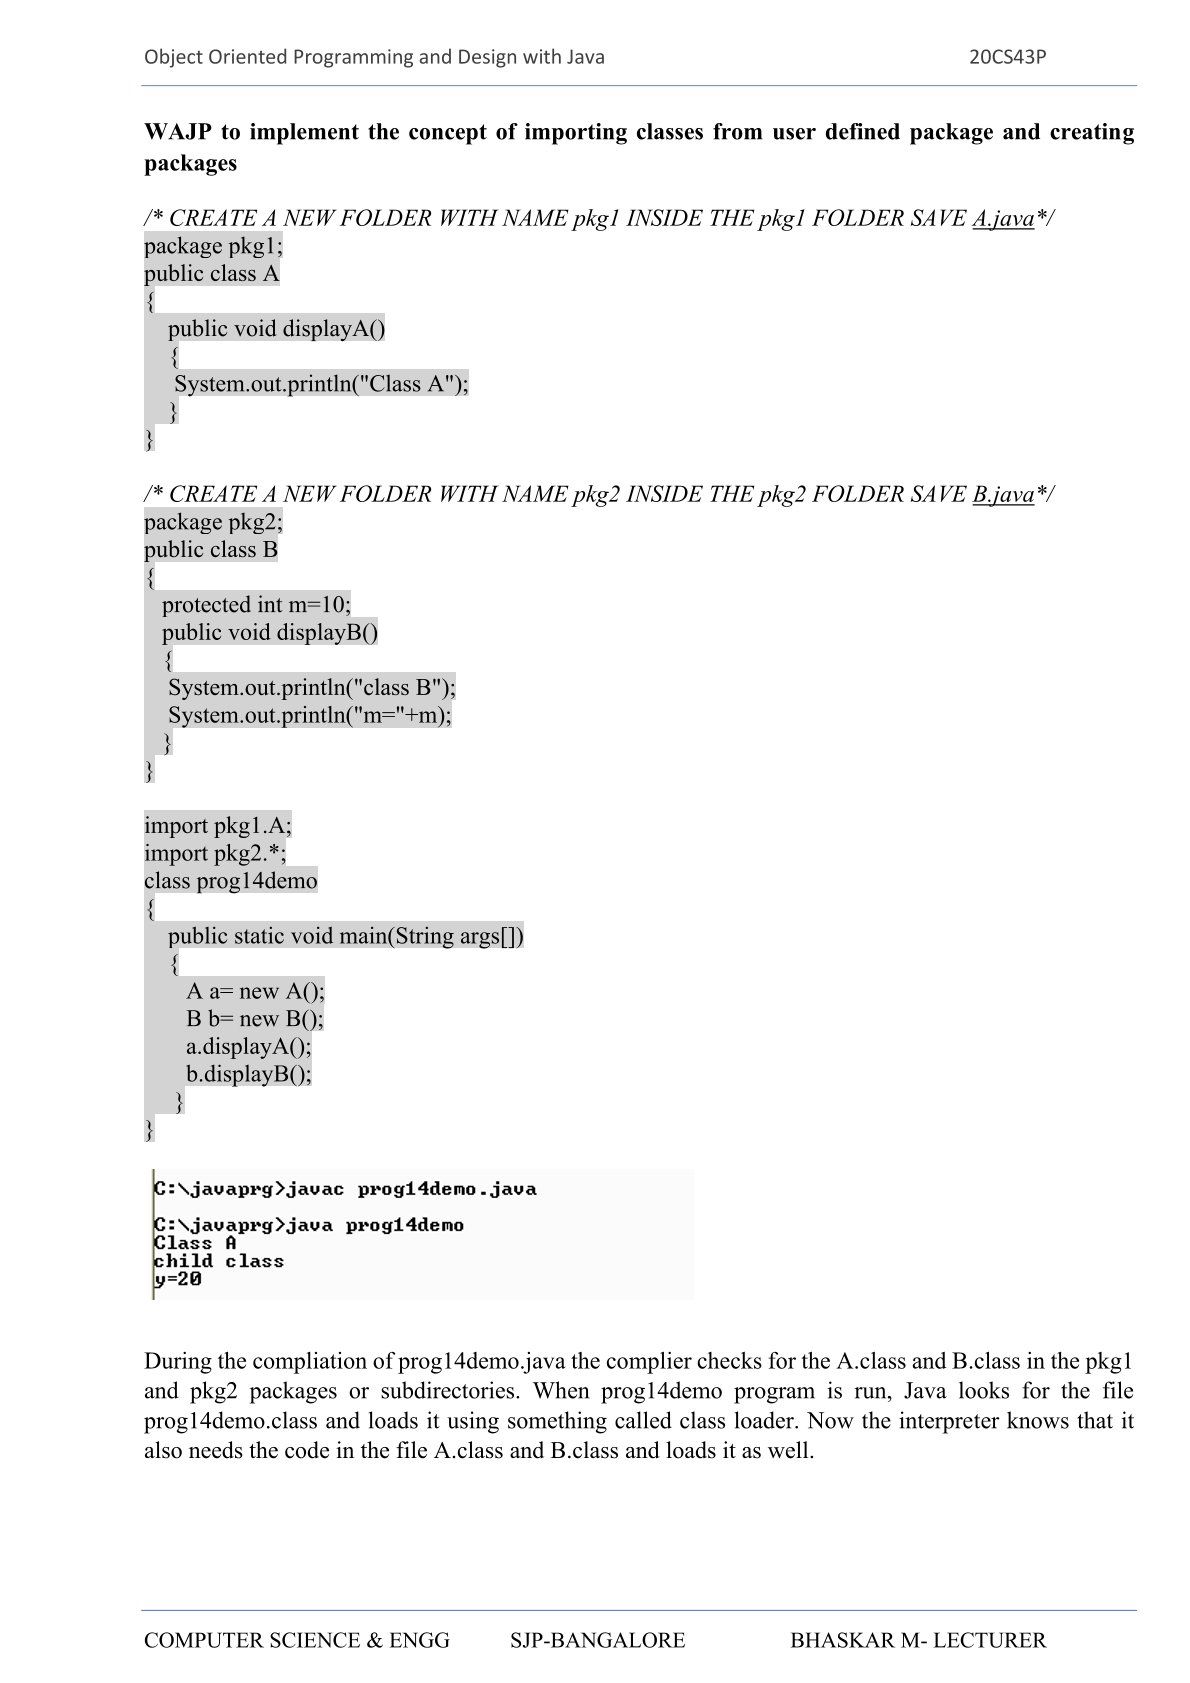 Object Oriented Programming and Design with Java 20CS43P
WAJP to implement the concept of importing classes from user defined package and creating
packages
/* CREATE A NEW FOLDER WITH NAME pkg1 INSIDE THE pkg1 FOLDER SAVE A.java*/
package pkg1;
public class A
{
public void displayA()
{
System.out.println("Class A");
}
}
/* CREATE A NEW FOLDER WITH NAME pkg2 INSIDE THE pkg2 FOLDER SAVE B.java*/
package pkg2;
public class B
{
protected int m=10;
public void displayB()
{
System.out.println("class B");
System.out.println("m="+m);
}
}
import pkg1.A;
import pkg2.*;
class prog14demo
{
public static void main(String args[])
{
A a= new A();
B b= new B();
a.displayA();
b.displayB();
}
}
C:\javaprg>javac prog14demo.java
C:\javaprg>java prog14demo
Class A
child class
y=20
During the compliation of prog14demo.java the complier checks for the A.class and B.class in the pkg1
and pkg2 packages or subdirectories. When prog14demo program is run, Java looks for the file
prog14demo.class and loads it using something called class loader. Now the interpreter knows that it
also needs the code in the file A.class and B.class and loads it as well.
COMPUTER SCIENCE & ENGG SJP-BANGALORE BHASKAR M- LECTURER